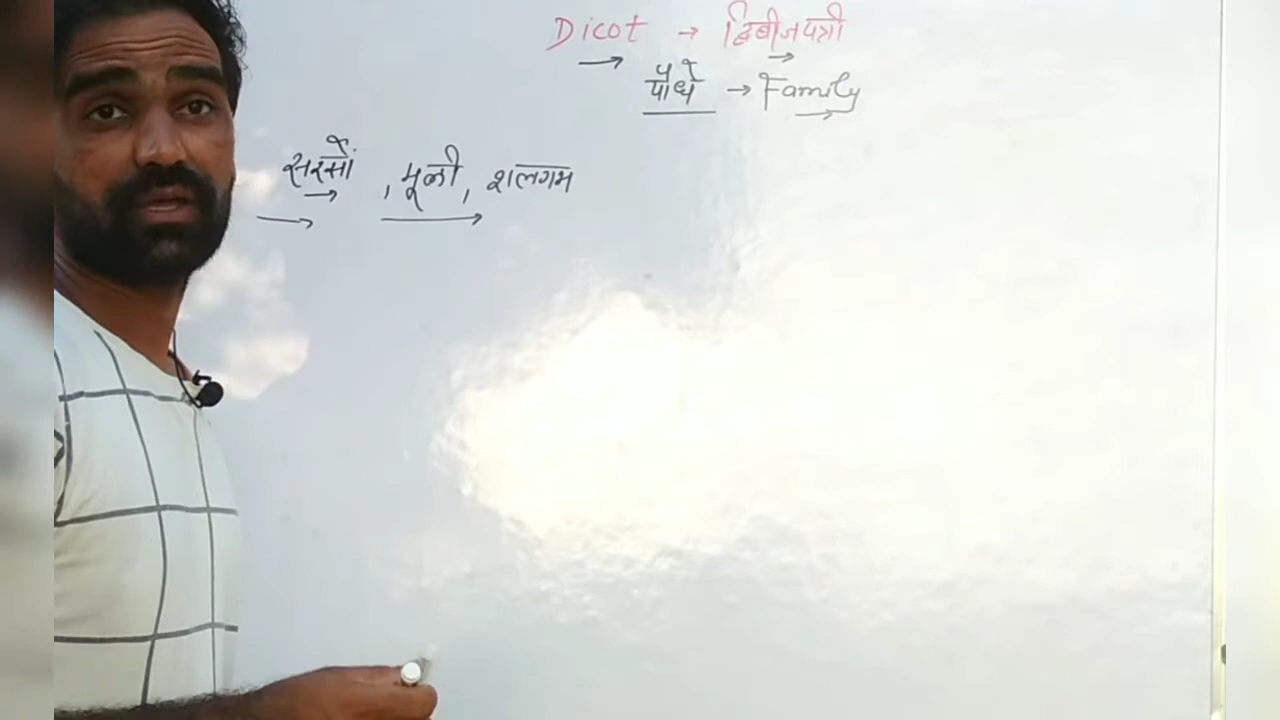 Dicot → द्विबीजपत्री
पौधे → Family
सरसों , मूली, शलगम